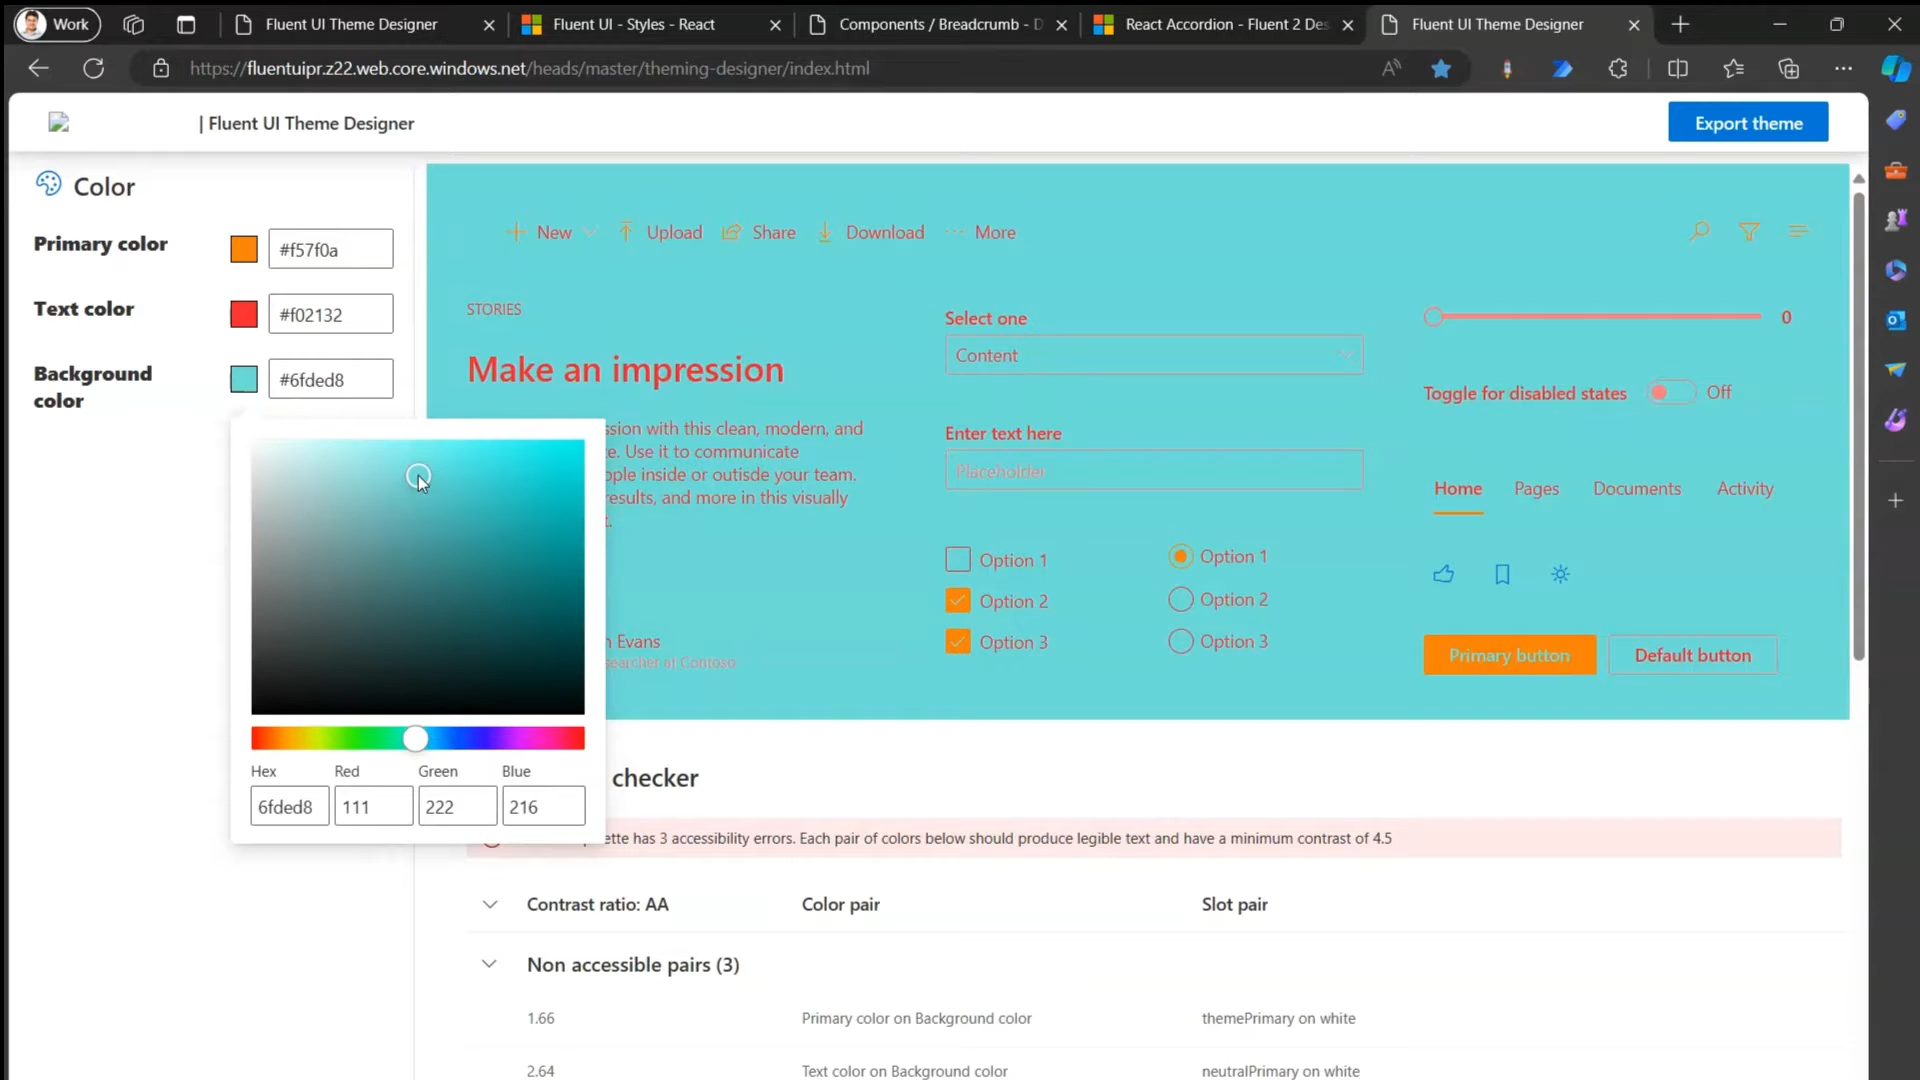 Work
Fluent UI Theme Designer
Fluent UI - Styles - React
Components / Breadcrumb - D
React Accordion - Fluent 2 Des
Fluent UI Theme Designer
https://fluentuipr.z22.web.core.windows.net/heads/master/theming-designer/index.html
| Fluent UI Theme Designer
Export theme
Color
Primary color
#f57f0a
Text color
#f02132
Background
color
#6fded8
Hex
Red
Green
Blue
6fded8
111
222
216
New
Upload
Share
Download
More
STORIES
Make an impression
ssion with this clean, modern, and
e. Use it to communicate
ople inside or outisde your team.
results, and more in this visually
t.
n Evans
searcher at Contoso
Select one
Content
Enter text here
Placeholder
Option 1
Option 2
Option 3
Option 1
Option 2
Option 3
0
Toggle for disabled states
Off
Home
Pages
Documents
Activity
Primary button
Default button
checker
ette has 3 accessibility errors. Each pair of colors below should produce legible text and have a minimum contrast of 4.5
Contrast ratio: AA
Color pair
Slot pair
Non accessible pairs (3)
1.66
Primary color on Background color
themePrimary on white
2.64
Text color on Background color
neutralPrimary on white